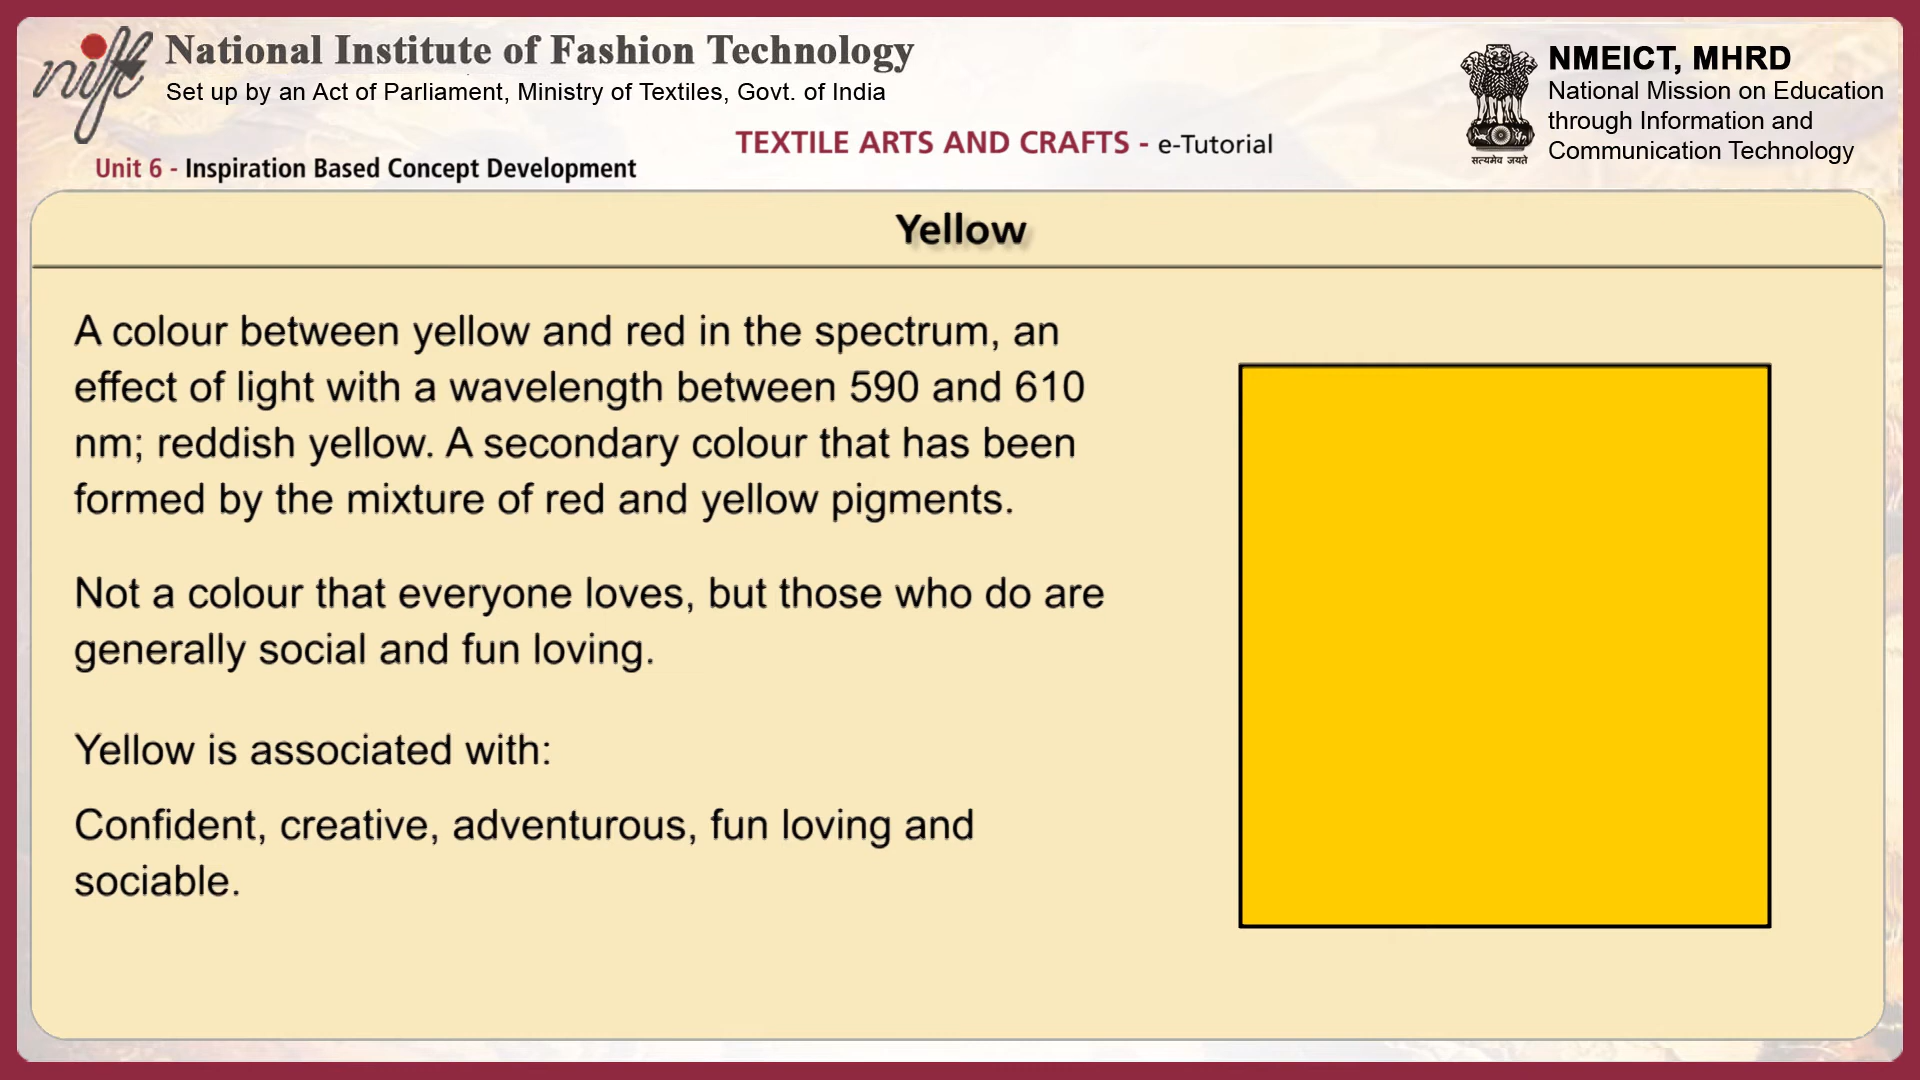 nift
National Institute of Fashion Technology
Set up by an Act of Parliament, Ministry of Textiles, Govt. of India
NMEICT, MHRD
National Mission on Education
through Information and
Communication Technology
सत्यमेव जयते
TEXTILE ARTS AND CRAFTS - e-Tutorial
Unit 6 - Inspiration Based Concept Development
Yellow
A colour between yellow and red in the spectrum, an
effect of light with a wavelength between 590 and 610
nm; reddish yellow. A secondary colour that has been
formed by the mixture of red and yellow pigments.
Not a colour that everyone loves, but those who do are
generally social and fun loving.
Yellow is associated with:
Confident, creative, adventurous, fun loving and
sociable.